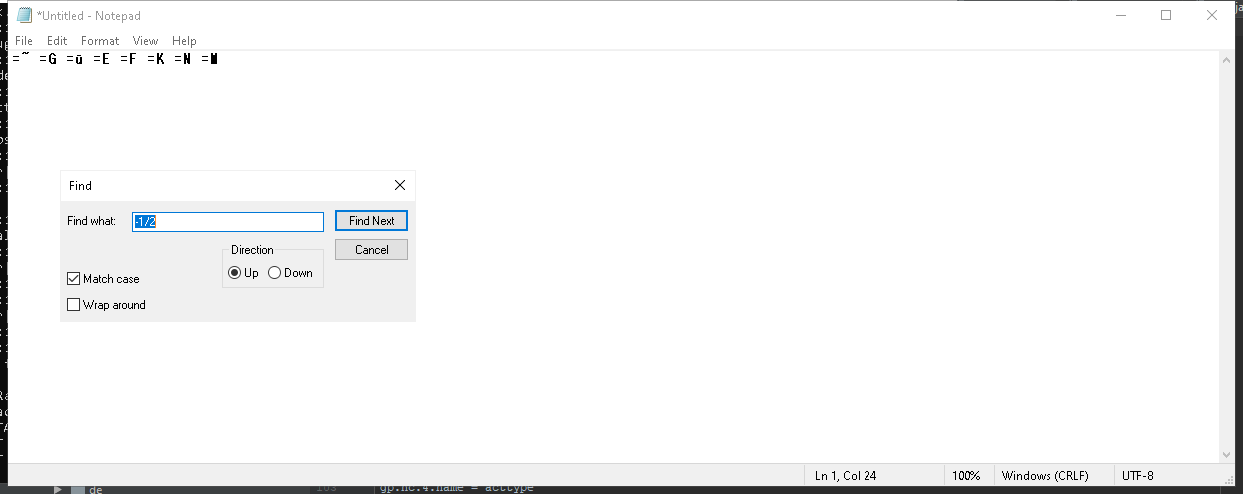 *Untitled - Notepad
File Edit Format View Help
=~ =G =ū =E =F =K =N =M
Find
Find what: -1/2 Find Next
Direction Cancel
Match case Up Down
Wrap around
Ln 1, Col 24 100% Windows (CRLF) UTF-8
de gp.nc.4.name = acctype